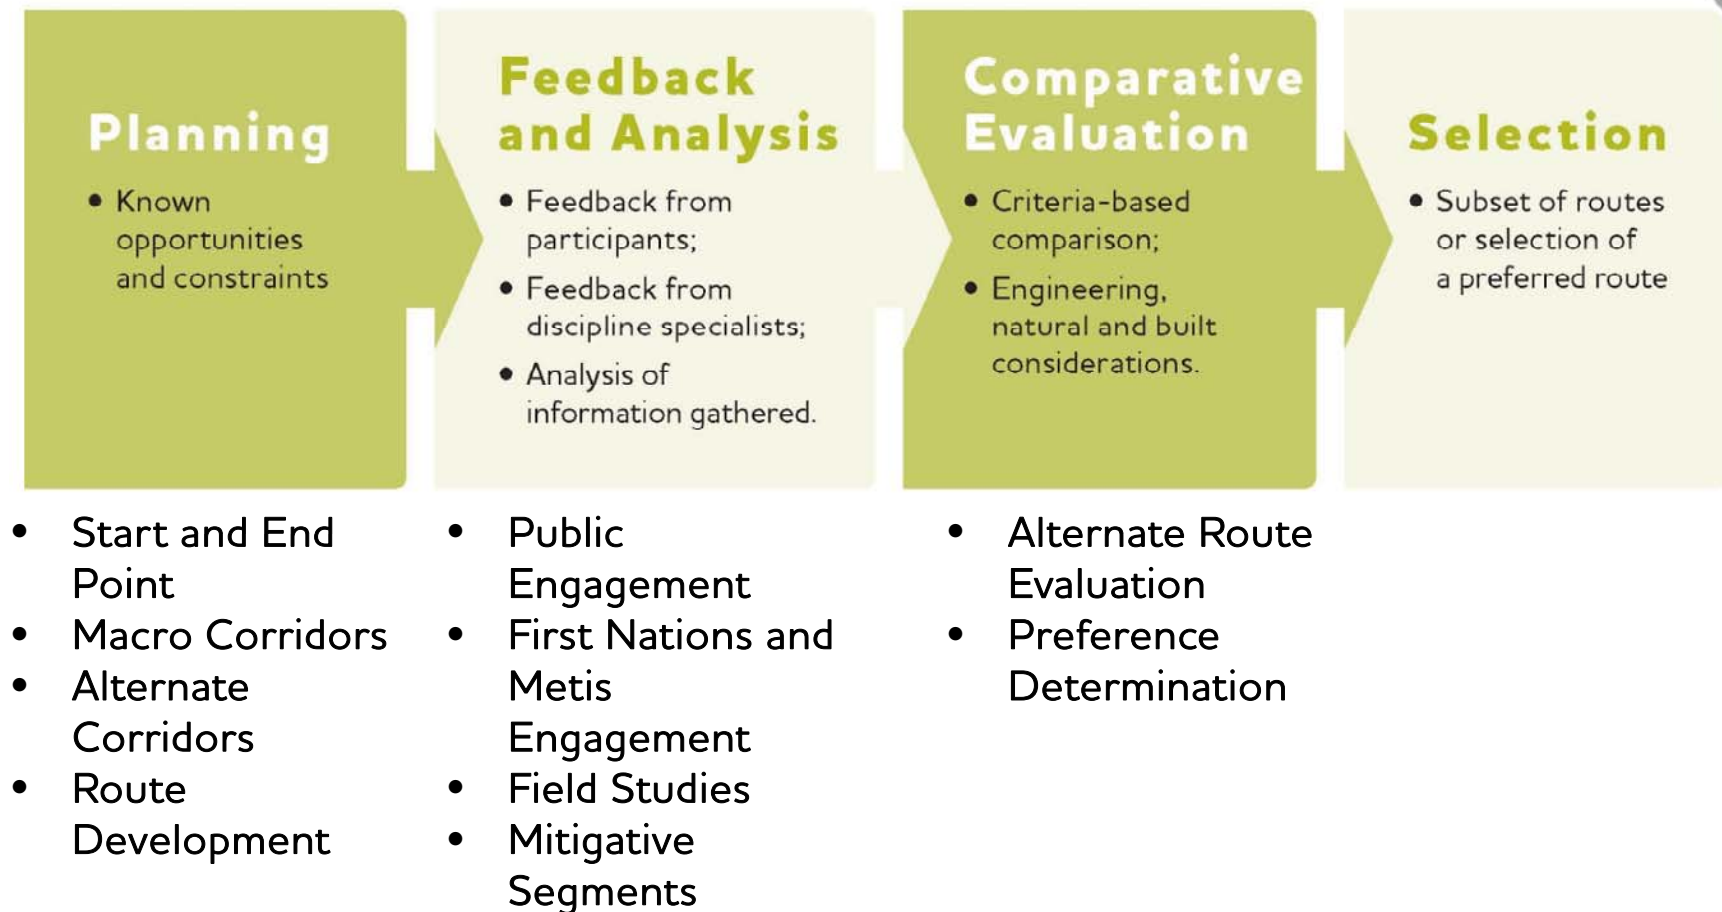 Planning
• Known
opportunities
and constraints
Feedback
and Analysis
• Feedback from
participants;
• Feedback from
discipline specialists;
• Analysis of
information gathered.
Comparative
Evaluation
• Criteria-based
comparison;
• Engineering,
natural and built
considerations.
Selection
• Subset of routes
or selection of
a preferred route
• Start and End
Point
• Macro Corridors
• Alternate
Corridors
• Route
Development
• Public
Engagement
• First Nations and
Metis
Engagement
• Field Studies
• Mitigative
Segments
• Alternate Route
Evaluation
• Preference
Determination